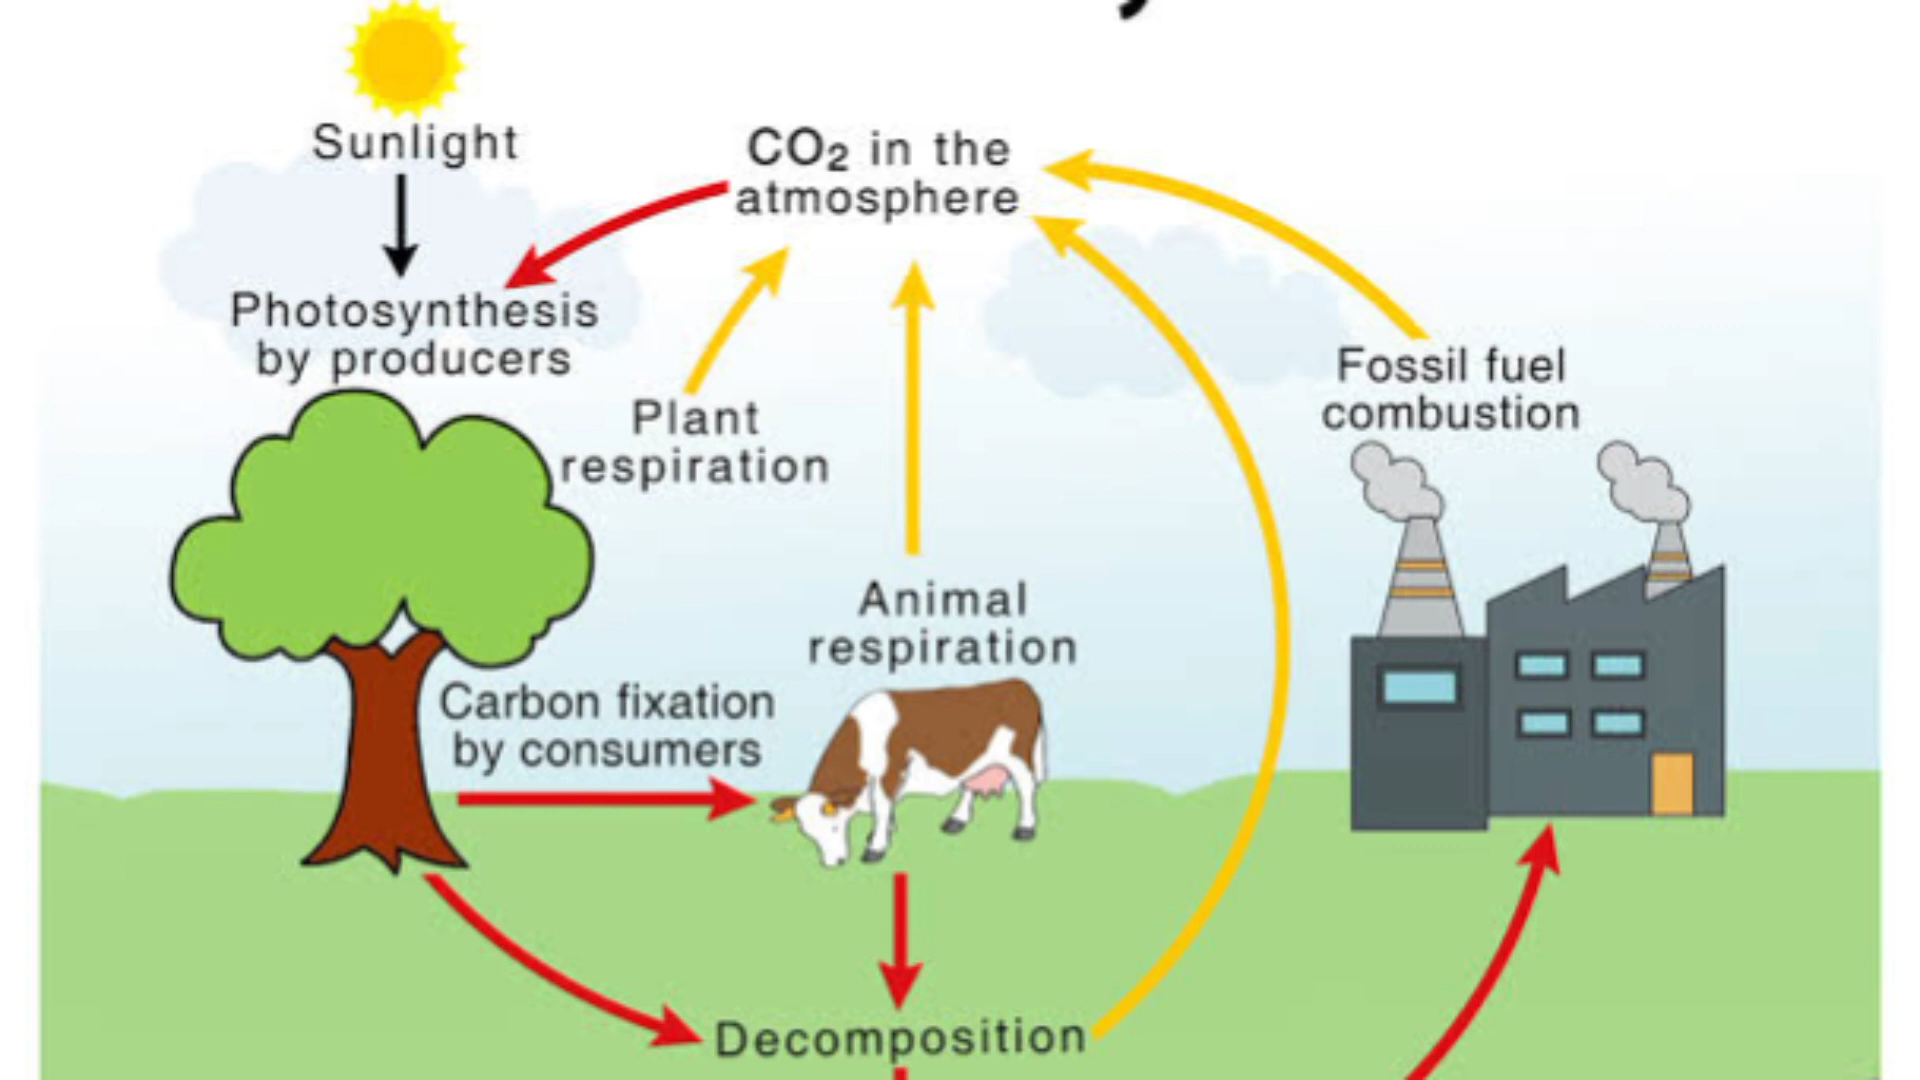 Sunlight
CO₂ in the
atmosphere
Photosynthesis
by producers
Plant
respiration
Fossil fuel
combustion
Animal
respiration
Carbon fixation
by consumers
Decomposition